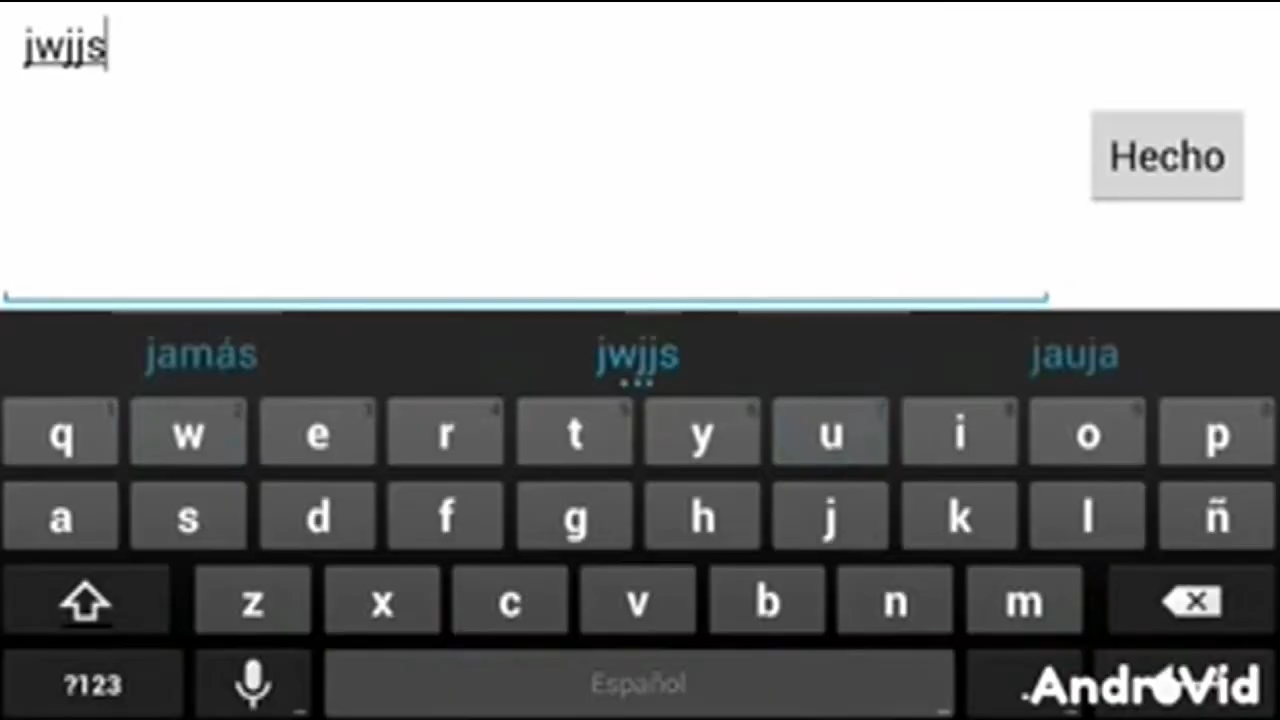 jwjjs
Hecho
jamás jwjjs jauja
q w e r t y u i o p
a s d f g h j k l ñ
z x c v b n m
?123 Español . AndroVid